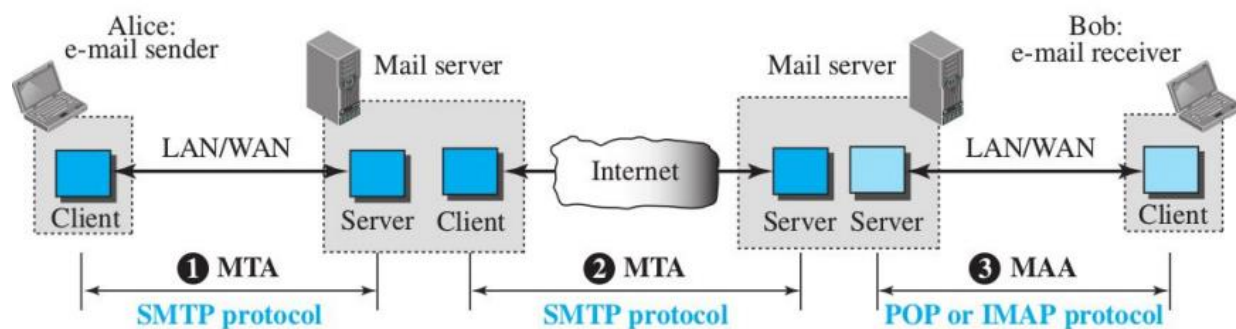 Alice:
e-mail sender
Mail server
Mail server
Bob:
e-mail receiver
LAN/WAN
Internet
LAN/WAN
Client
Server
Client
Server
Server
Client
1 MTA
2 MTA
3 MAA
SMTP protocol
SMTP protocol
POP or IMAP protocol